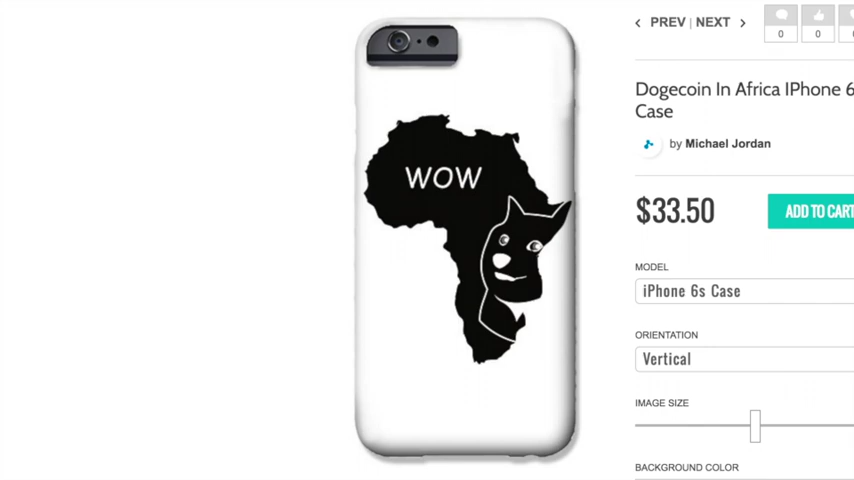 PREV | NEXT
0 0
Dogecoin In Africa IPhone 6s
Case
by Michael Jordan
WOW
$33.50
ADD TO CART
MODEL
iPhone 6s Case
ORIENTATION
Vertical
IMAGE SIZE
BACKGROUND COLOR